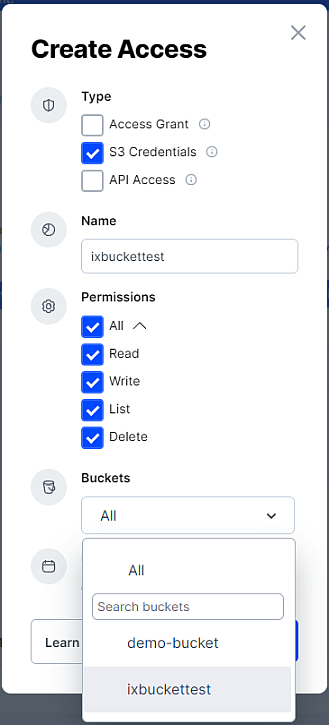 Create Access
Type
Access Grant
S3 Credentials
API Access
Name
ixbuckettest
Permissions
All
Read
Write
List
Delete
Buckets
All
All
Search buckets
demo-bucket
ixbuckettest
Learn